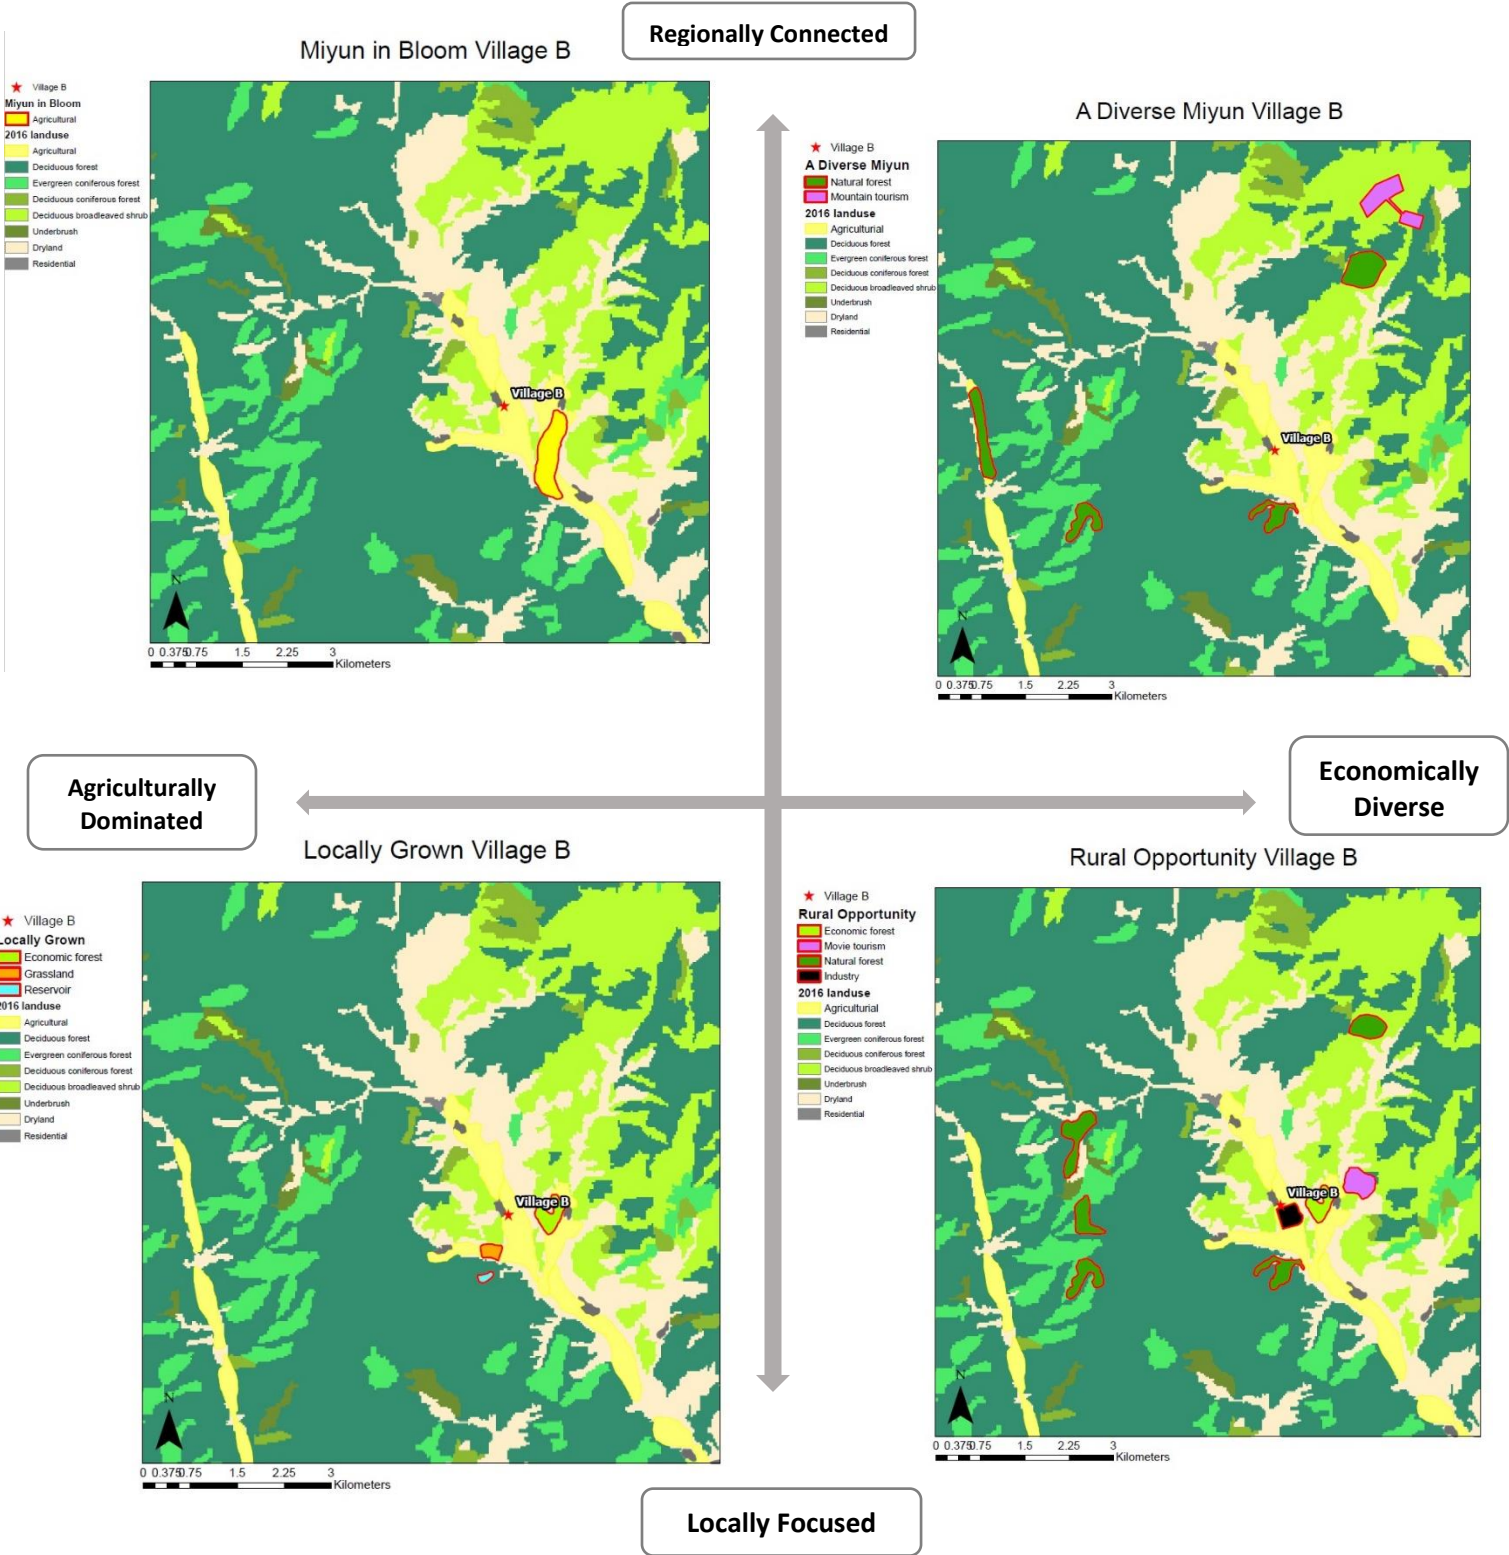 Regionally Connected
Miyun in Bloom Village B
Village B
Miyun in Bloom
Agricultural
2016 landuse
Agricultural
Deciduous forest
Evergreen coniferous forest
Deciduous coniferous forest
Deciduous broadleaved shrub
Underbrush
Dryland
Residential
Village B
N
0 0.375 0.75 1.5 2.25 3
Kilometers
A Diverse Miyun Village B
Village B
A Diverse Miyun
Natural forest
Mountain tourism
2016 landuse
Agriculturial
Deciduous forest
Evergreen coniferous forest
Deciduous coniferous forest
Deciduous broadleaved shrub
Underbrush
Dryland
Residential
Village B
N
0 0.375 0.75 1.5 2.25 3
Kilometers
Agriculturally
Dominated
Economically
Diverse
Locally Grown Village B
Village B
Locally Grown
Economic forest
Grassland
Reservoir
2016 landuse
Agricultural
Deciduous forest
Evergreen coniferous forest
Deciduous coniferous forest
Deciduous broadleaved shrub
Underbrush
Dryland
Residential
Village B
N
0 0.375 0.75 1.5 2.25 3
Kilometers
Rural Opportunity Village B
Village B
Rural Opportunity
Economic forest
Movie tourism
Natural forest
Industry
2016 landuse
Agriculturial
Deciduous forest
Evergreen coniferous forest
Deciduous coniferous forest
Deciduous broadleaved shrub
Underbrush
Dryland
Residential
Village B
N
0 0.375 0.75 1.5 2.25 3
Kilometers
Locally Focused